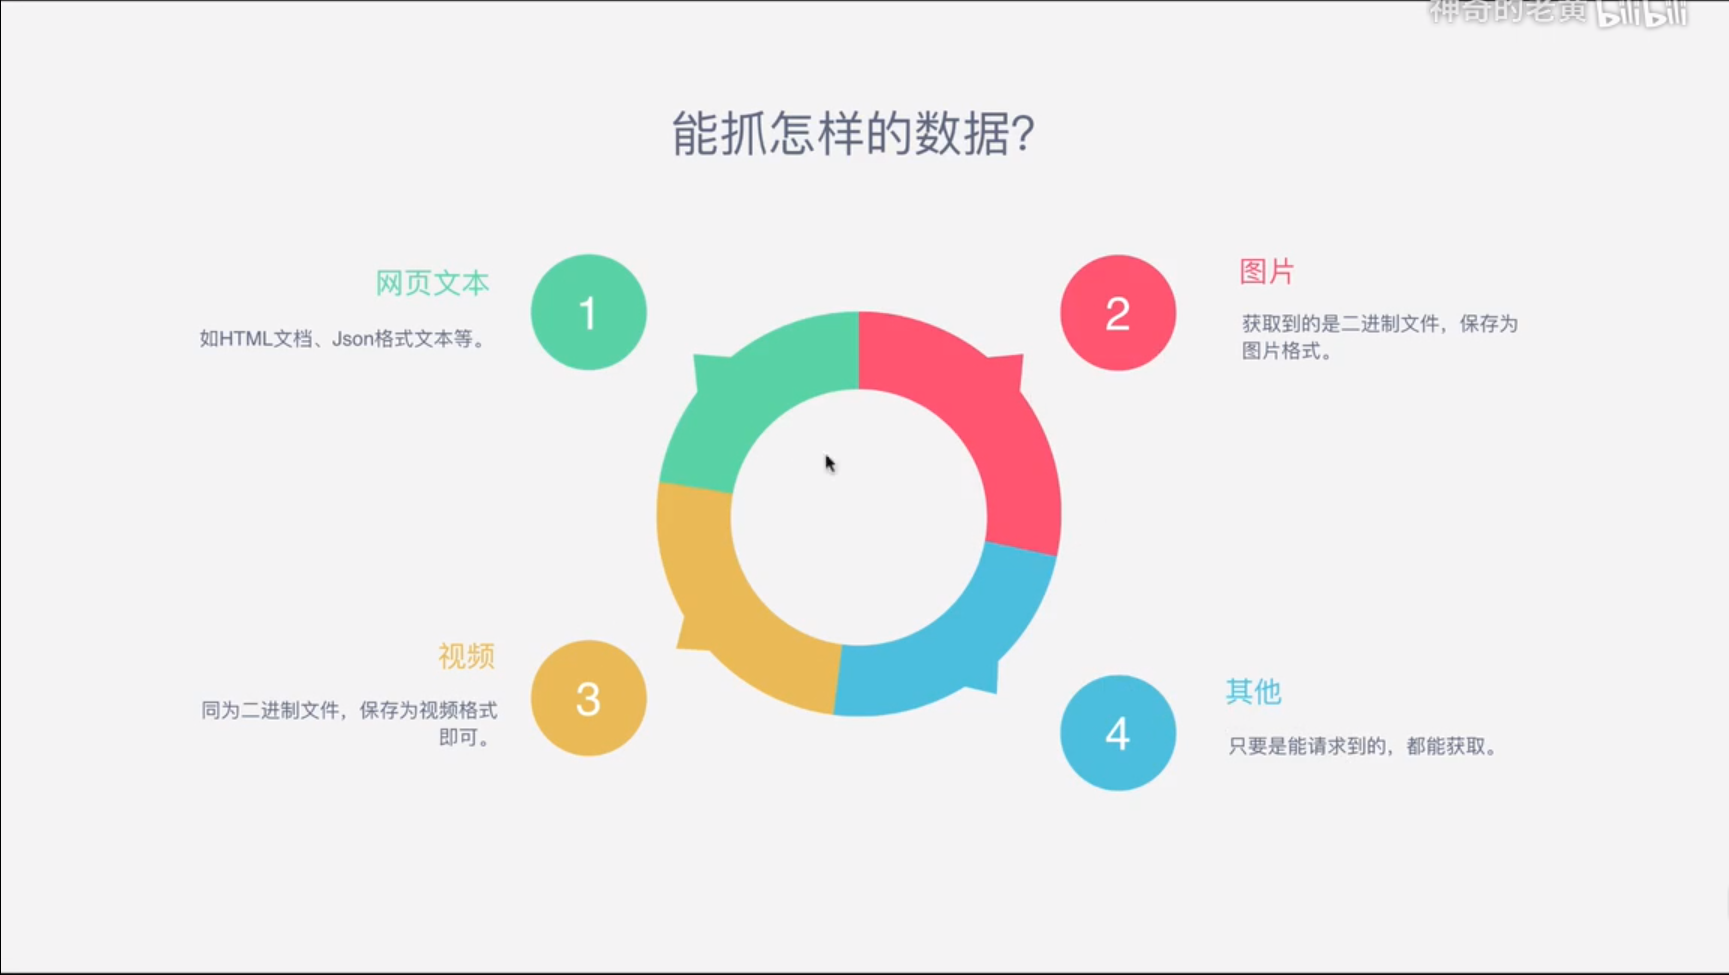 神奇的老黄 bilibili
能抓怎样的数据?
网页文本
1
如HTML文档、Json格式文本等。
2
图片
获取到的是二进制文件，保存为
图片格式。
视频
3
同为二进制文件，保存为视频格式
即可。
4
其他
只要是能请求到的，都能获取。